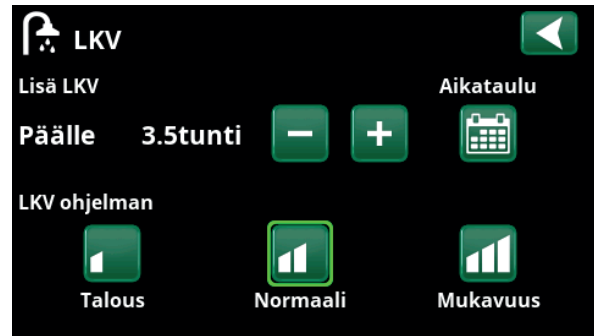 LKV
Lisä LKV
Aikataulu
Päälle 3.5tunti
LKV ohjelman
Talous Normaali Mukavuus